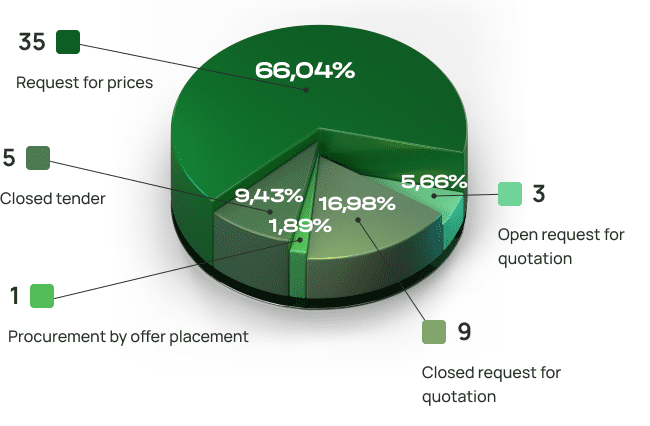 35
Request for prices
66,04%
5
Closed tender
9,43%
1,89%
16,98%
5,66%
3
Open request for
quotation
1
Procurement by offer placement
9
Closed request for
quotation